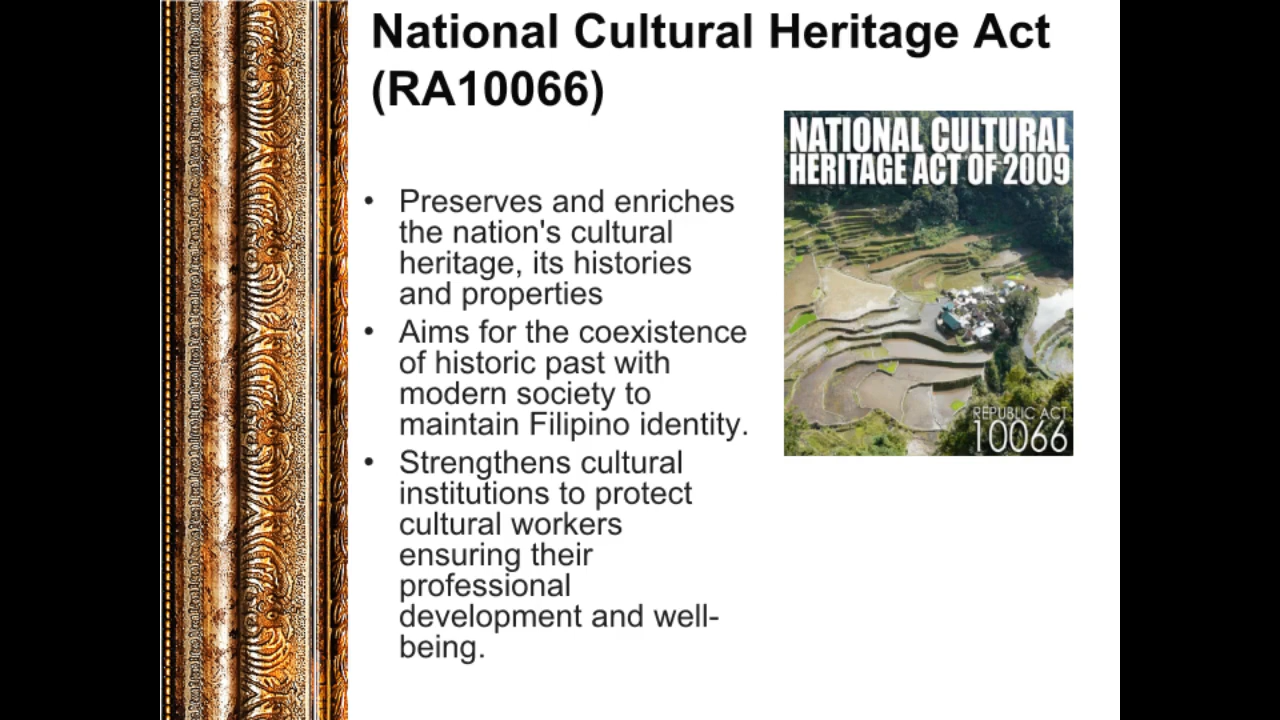 National Cultural Heritage Act
(RA10066)
• Preserves and enriches
the nation's cultural
heritage, its histories
and properties
• Aims for the coexistence
of historic past with
modern society to
maintain Filipino identity.
• Strengthens cultural
institutions to protect
cultural workers
ensuring their
professional
development and well-
being.
NATIONAL CULTURAL
HERITAGE ACT OF 2009
REPUBLIC ACT
10066